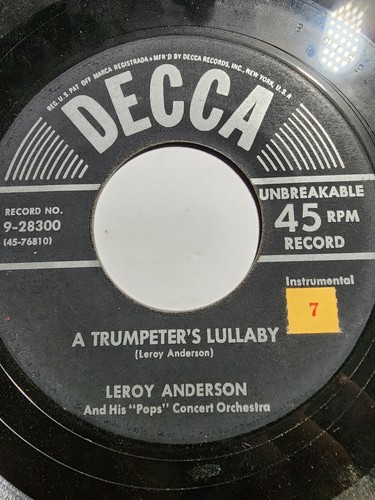 REG. U.S. PAT OFF. MARCA REGISTRADA • MF'R'D BY DECCA RECORDS, INC., NEW YORK, U.S.A.
DECCA
RECORD NO.
9-28300
(45-76810)
UNBREAKABLE
45 RPM
RECORD
Instrumental
7
A TRUMPETER'S LULLABY
(Leroy Anderson)
LEROY ANDERSON
And His "Pops" Concert Orchestra